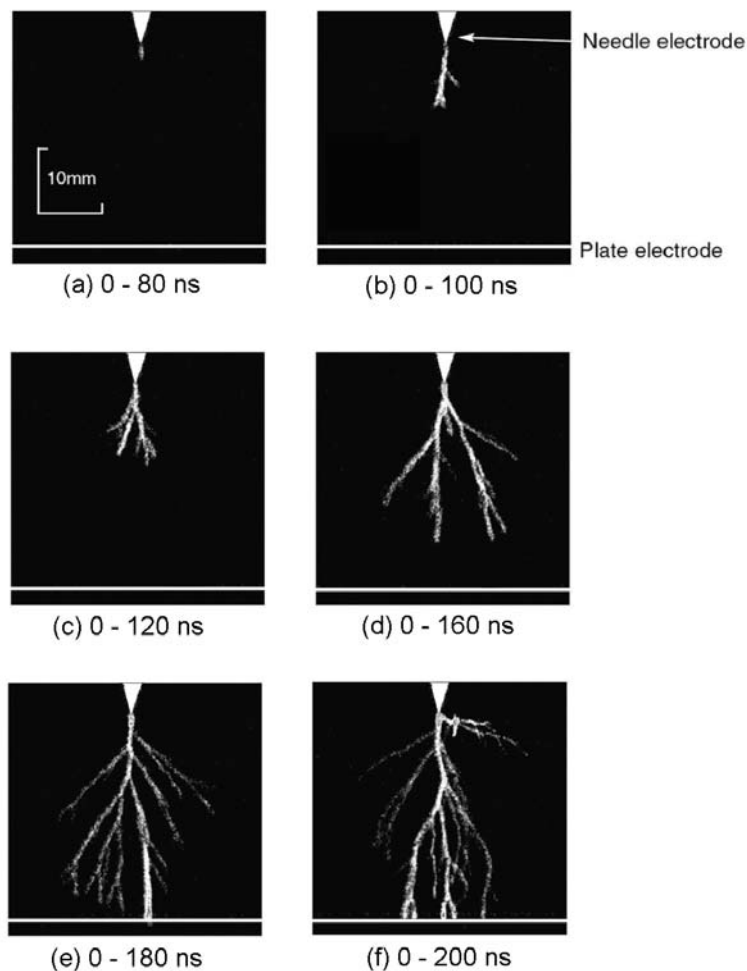 Needle electrode
10mm
Plate electrode
(a) 0 - 80 ns
(b) 0 - 100 ns
(c) 0 - 120 ns
(d) 0 - 160 ns
(e) 0 - 180 ns
(f) 0 - 200 ns